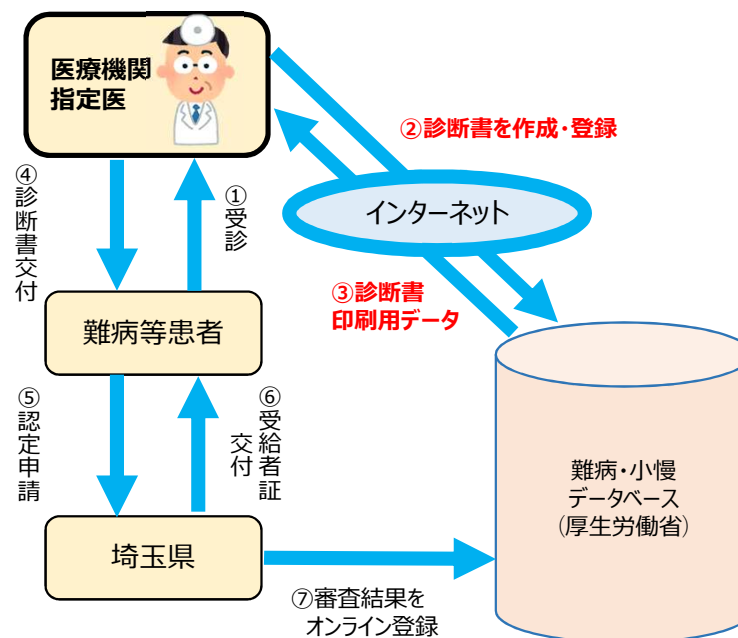 医療機関
指定医
②診断書を作成・登録
④診断書交付
①受診
インターネット
③診断書
印刷用データ
難病等患者
⑤認定申請
⑥受給者証
交付
難病・小慢
データベース
(厚生労働省)
埼玉県
⑦審査結果を
オンライン登録